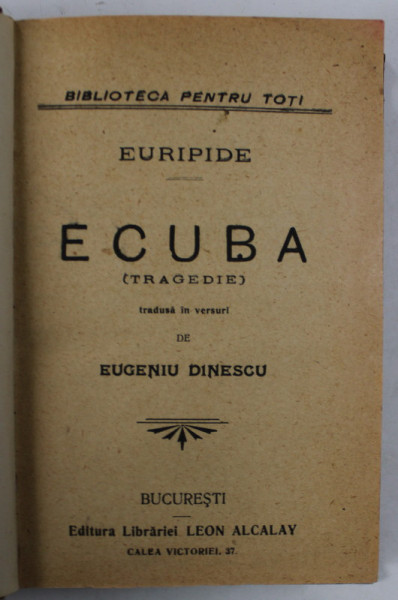 BIBLIOTECA PENTRU TOȚI
EURIPIDE
ECUBA
(TRAGEDIE)
tradusă în versuri
DE
EUGENIU DINESCU
BUCUREȘTI
Editura Librăriei LEON ALCALAY
CALEA VICTORIEI, 37.